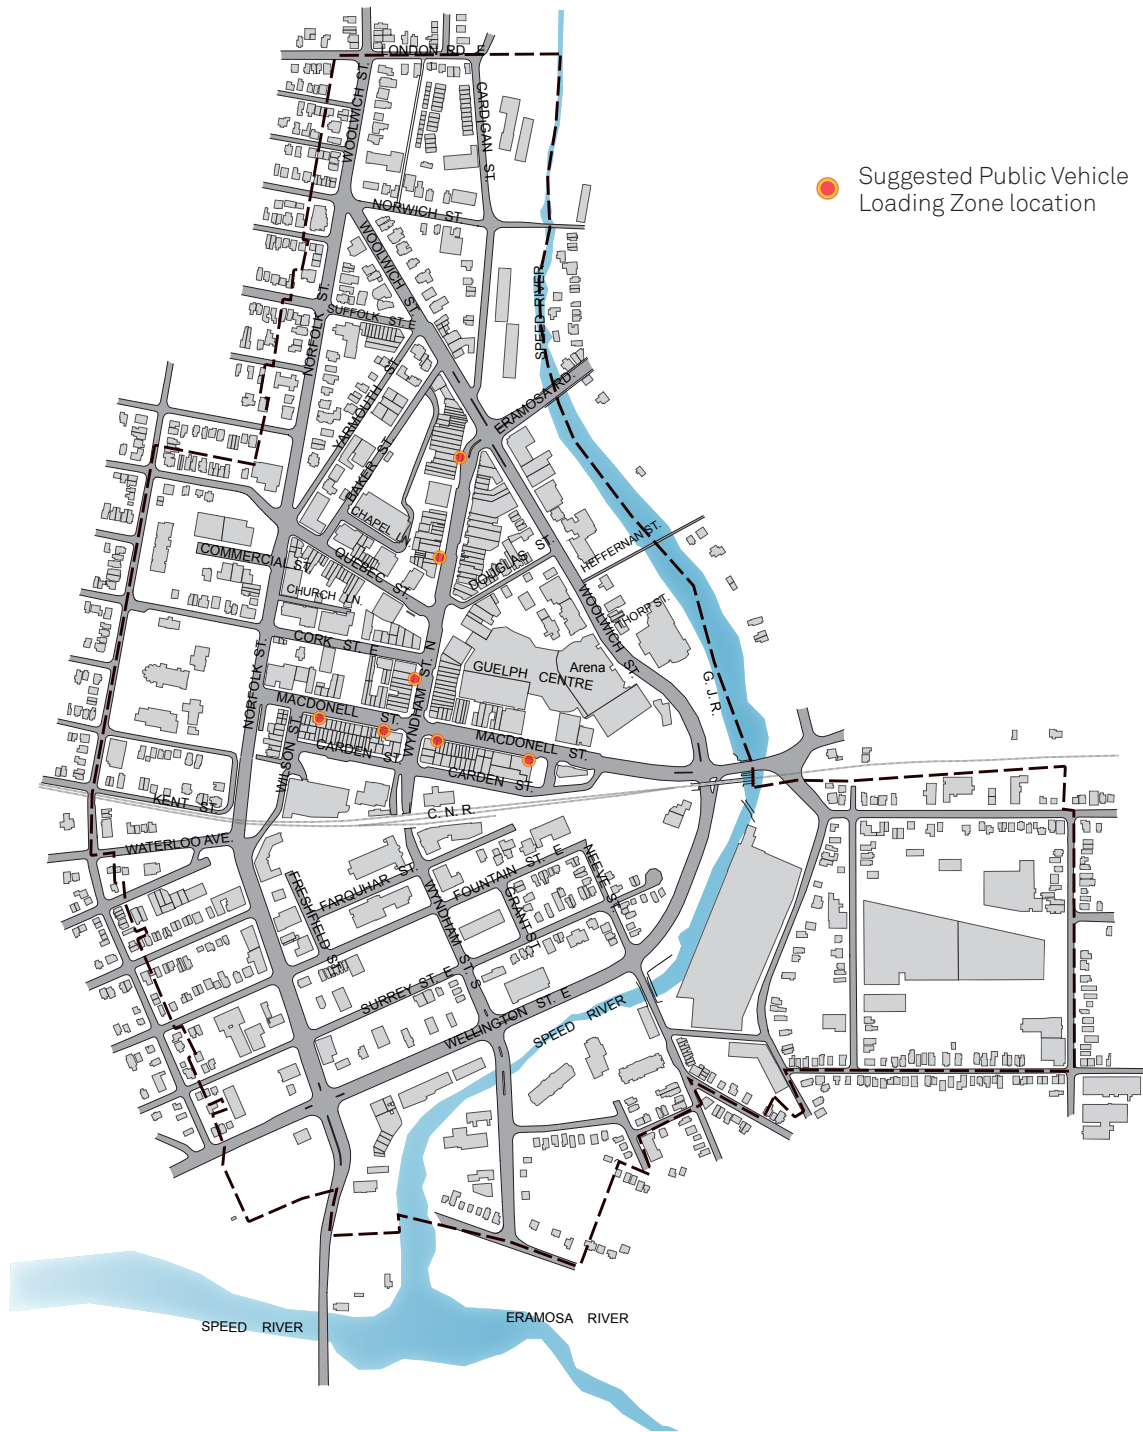 LONDON RD. E
WOOLWICH ST.
CARDIGAN ST.
Suggested Public Vehicle
Loading Zone location
NORWICH ST.
WOOLWICH ST.
NORFOLK ST.
SUFFOLK ST. E
SPEED RIVER
YARMOUTH ST.
ERAMOSA RD.
BAKER ST.
CHAPEL LN.
COMMERCIAL ST.
QUEBEC ST.
DOUGLAS ST.
HEFFERNAN ST.
CHURCH LN.
WOOLWICH ST.
THORP ST.
CORK ST. E
WYNDHAM ST. N
GUELPH CENTRE
Arena
NORFOLK ST.
G. J. R.
MACDONELL ST.
MACDONELL ST.
WILSON ST.
CARDEN ST.
CARDEN ST.
KENT ST.
C. N. R.
WATERLOO AVE.
FRESHFIELD ST.
FARQUHAR ST.
FOUNTAIN ST. E
NEEVE ST.
WYNDHAM ST. S
GRANT ST.
SURREY ST. E
WELLINGTON ST. E
SPEED RIVER
SPEED RIVER
ERAMOSA RIVER